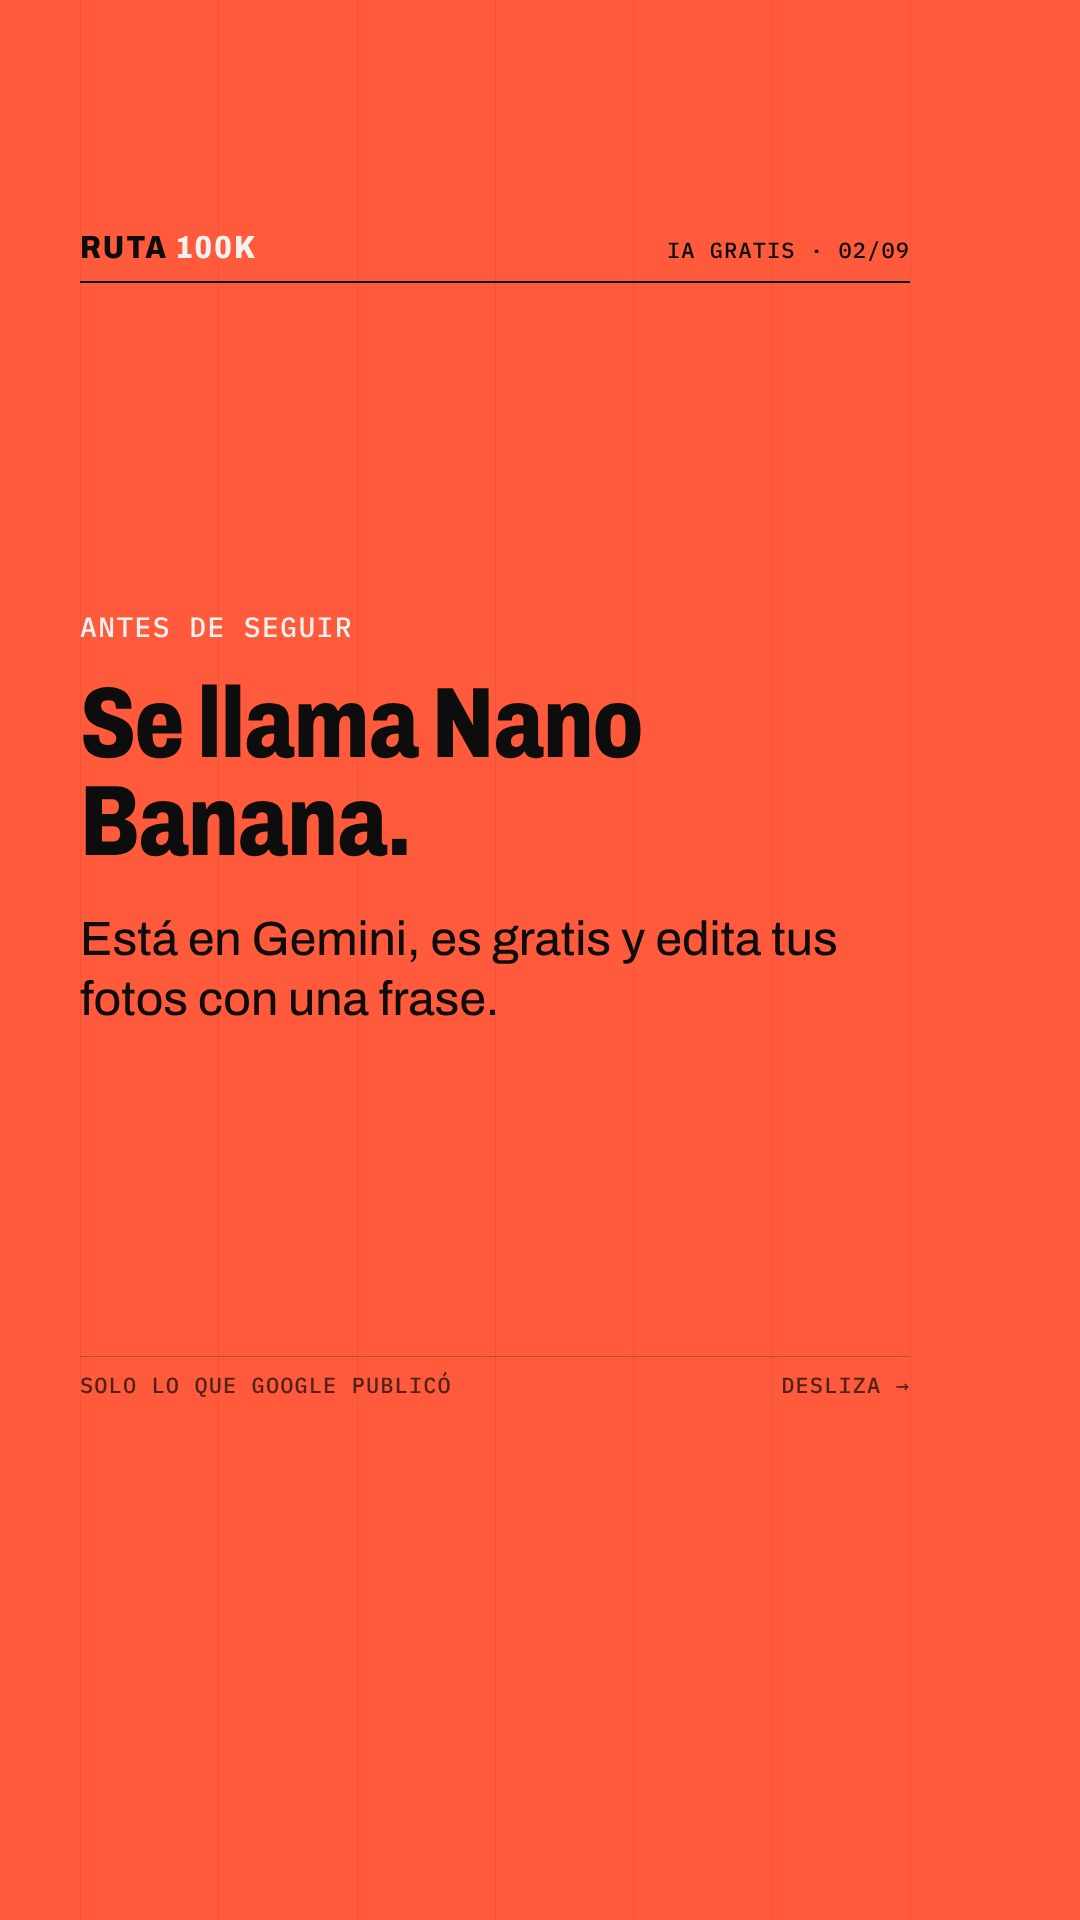 RUTA 100K
IA GRATIS · 02/09
ANTES DE SEGUIR
Se llama Nano
Banana.
Está en Gemini, es gratis y edita tus
fotos con una frase.
SOLO LO QUE GOOGLE PUBLICÓ
DESLIZA →